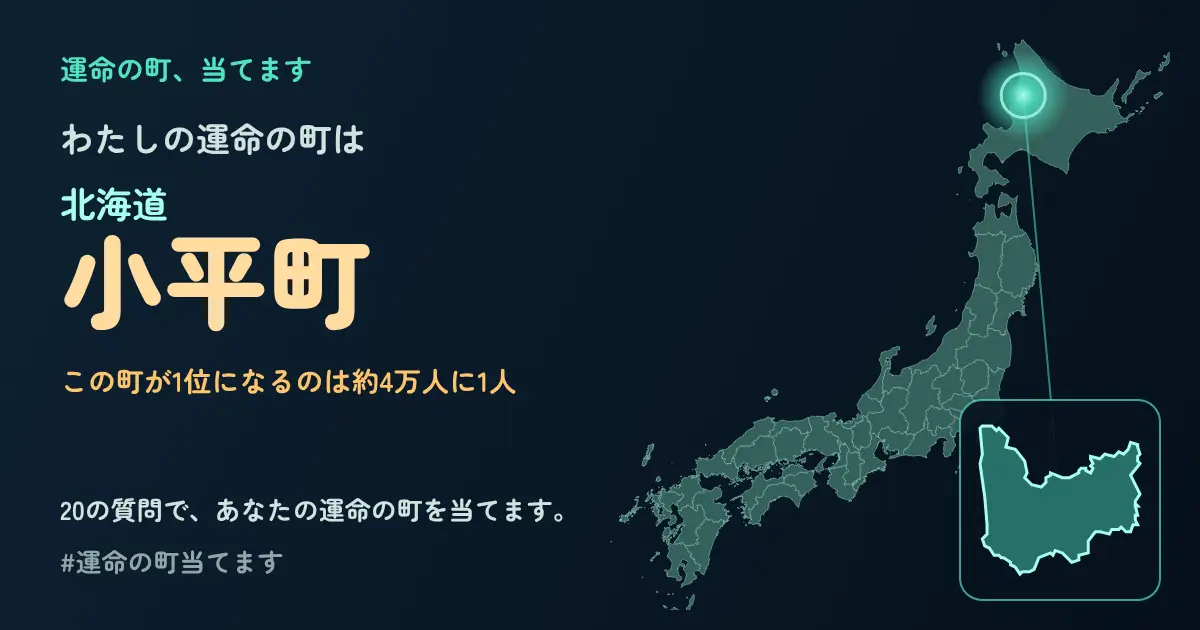 運命の町、当てます
わたしの運命の町は
北海道
小平町
この町が1位になるのは約4万人に1人
20の質問で、あなたの運命の町を当てます。
#運命の町当てます